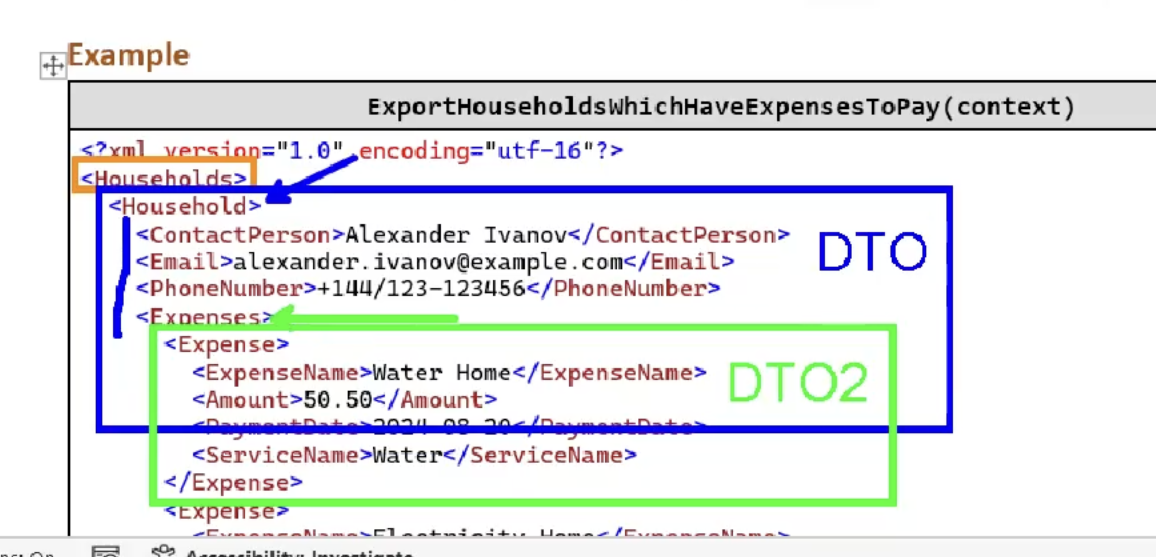 Example
ExportHouseholdsWhichHaveExpensesToPay(context)
<?xml version="1.0" encoding="utf-16"?>
<Households>
<Household>
<ContactPerson>Alexander Ivanov</ContactPerson>
DTO
<Email>alexander.ivanov@example.com</Email>
<PhoneNumber>+144/123-123456</PhoneNumber>
<Expenses>
<Expense>
<ExpenseName>Water Home</ExpenseName>
DTO2
<Amount>50.50</Amount>
<PaymentDate>2024-08-20</PaymentDate>
<ServiceName>Water</ServiceName>
</Expense>
<Expense>
<ExpenseName>Electricity Home</ExpenseName>
Accessibility: Investigate